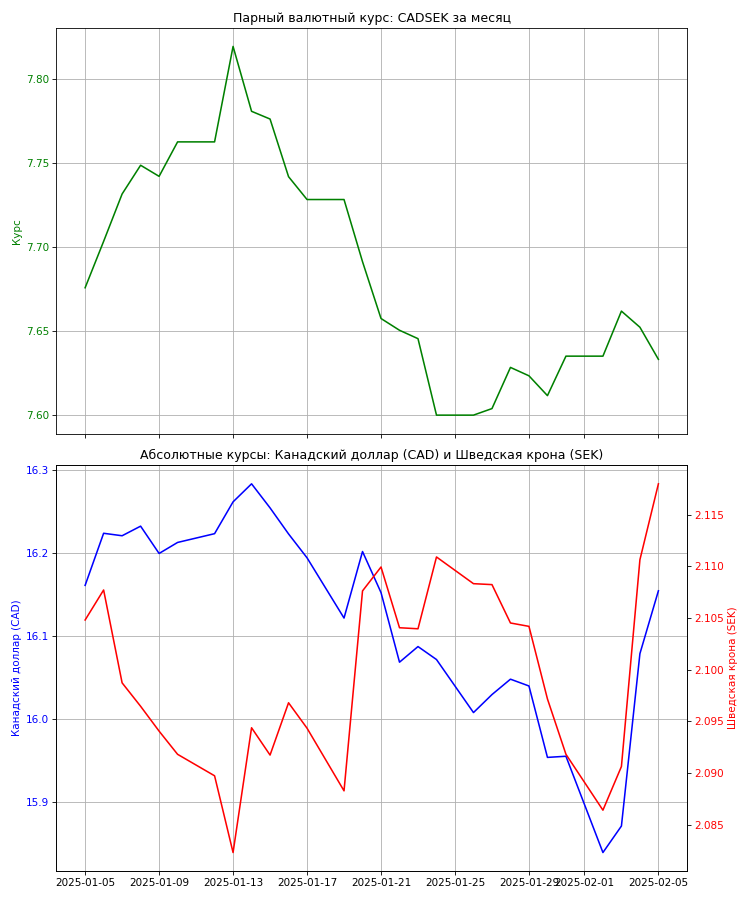 Парный валютный курс: CADSEK за месяц
7.80
7.75
7.70
7.65
7.60
Курс
Абсолютные курсы: Канадский доллар (CAD) и Шведская крона (SEK)
16.3
16.2
16.1
16.0
15.9
Канадский доллар (CAD)
2.115
2.110
2.105
2.100
2.095
2.090
2.085
Шведская крона (SEK)
2025-01-05 2025-01-09 2025-01-13 2025-01-17 2025-01-21 2025-01-25 2025-01-29 2025-02-01 2025-02-05